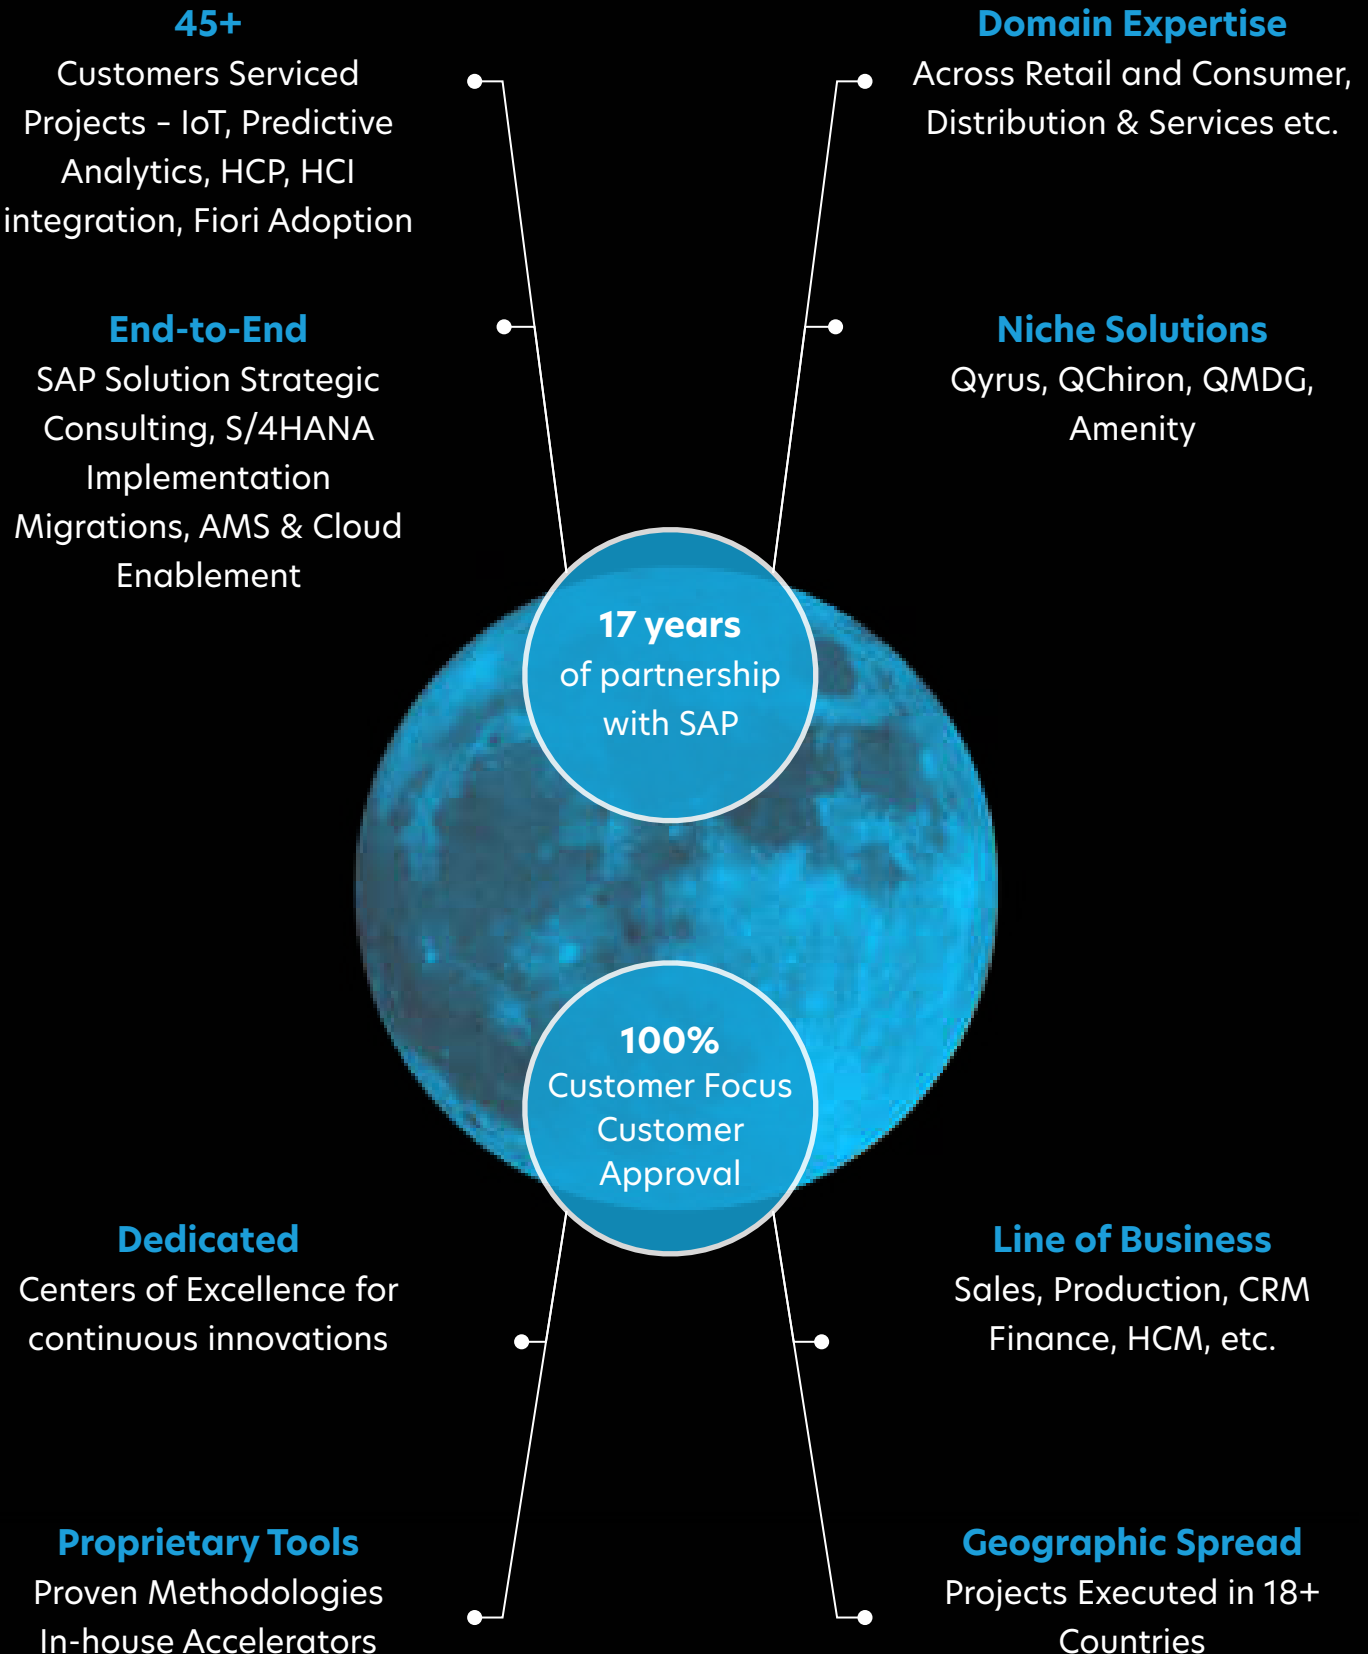 45+
Customers Serviced
Projects – IoT, Predictive
Analytics, HCP, HCI
integration, Fiori Adoption
Domain Expertise
Across Retail and Consumer,
Distribution & Services etc.
End-to-End
SAP Solution Strategic
Consulting, S/4HANA
Implementation
Migrations, AMS & Cloud
Enablement
Niche Solutions
Qyrus, QChiron, QMDG,
Amenity
17 years
of partnership
with SAP
100%
Customer Focus
Customer
Approval
Dedicated
Centers of Excellence for
continuous innovations
Line of Business
Sales, Production, CRM
Finance, HCM, etc.
Proprietary Tools
Proven Methodologies
In-house Accelerators
Geographic Spread
Projects Executed in 18+
Countries